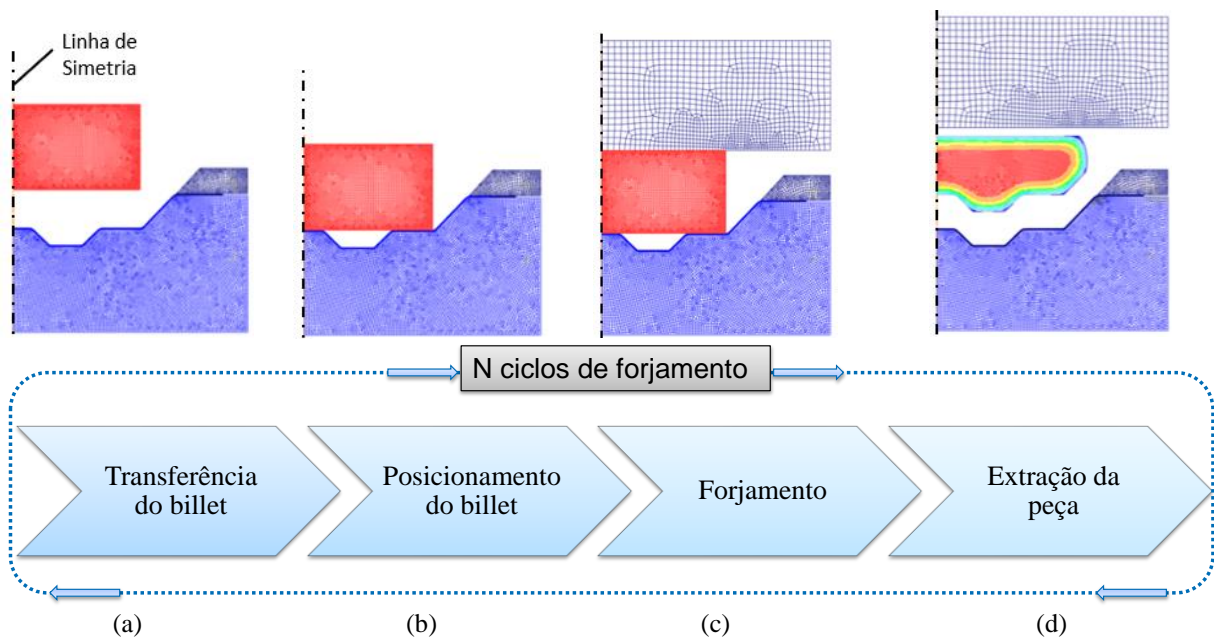 Linha de
Simetria
N ciclos de forjamento
Transferência
do billet
Posicionamento
do billet
Forjamento
Extração da
peça
(a)
(b)
(c)
(d)